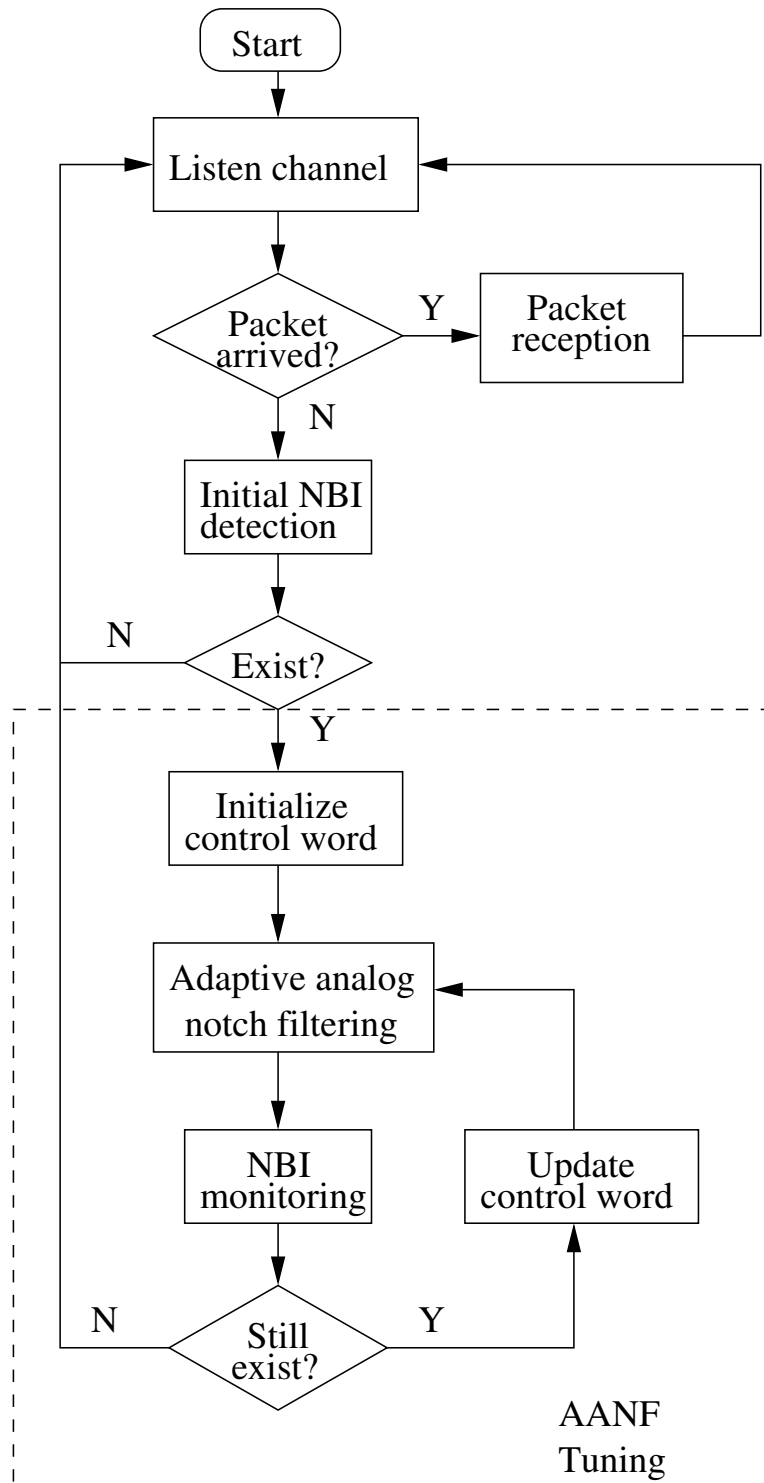 Start
Listen channel
Packet
arrived?
Y
Packet
reception
N
Initial NBI
detection
N
Exist?
Y
Initialize
control word
Adaptive analog
notch filtering
NBI
monitoring
Update
control word
N
Still
exist?
Y
AANF
Tuning